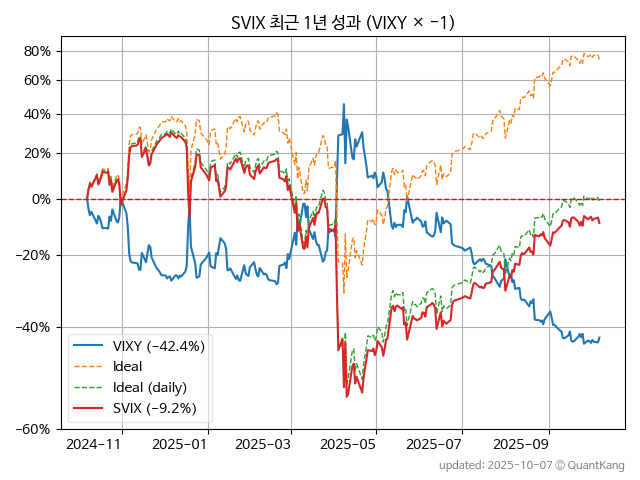 SVIX 최근 1년 성과 (VIXY × −1)
80%
60%
40%
20%
0%
−20%
−40%
−60%
VIXY (−42.4%)
Ideal
Ideal (daily)
SVIX (−9.2%)
2024-11
2025-01
2025-03
2025-05
2025-07
2025-09
updated: 2025-10-07 © QuantKang